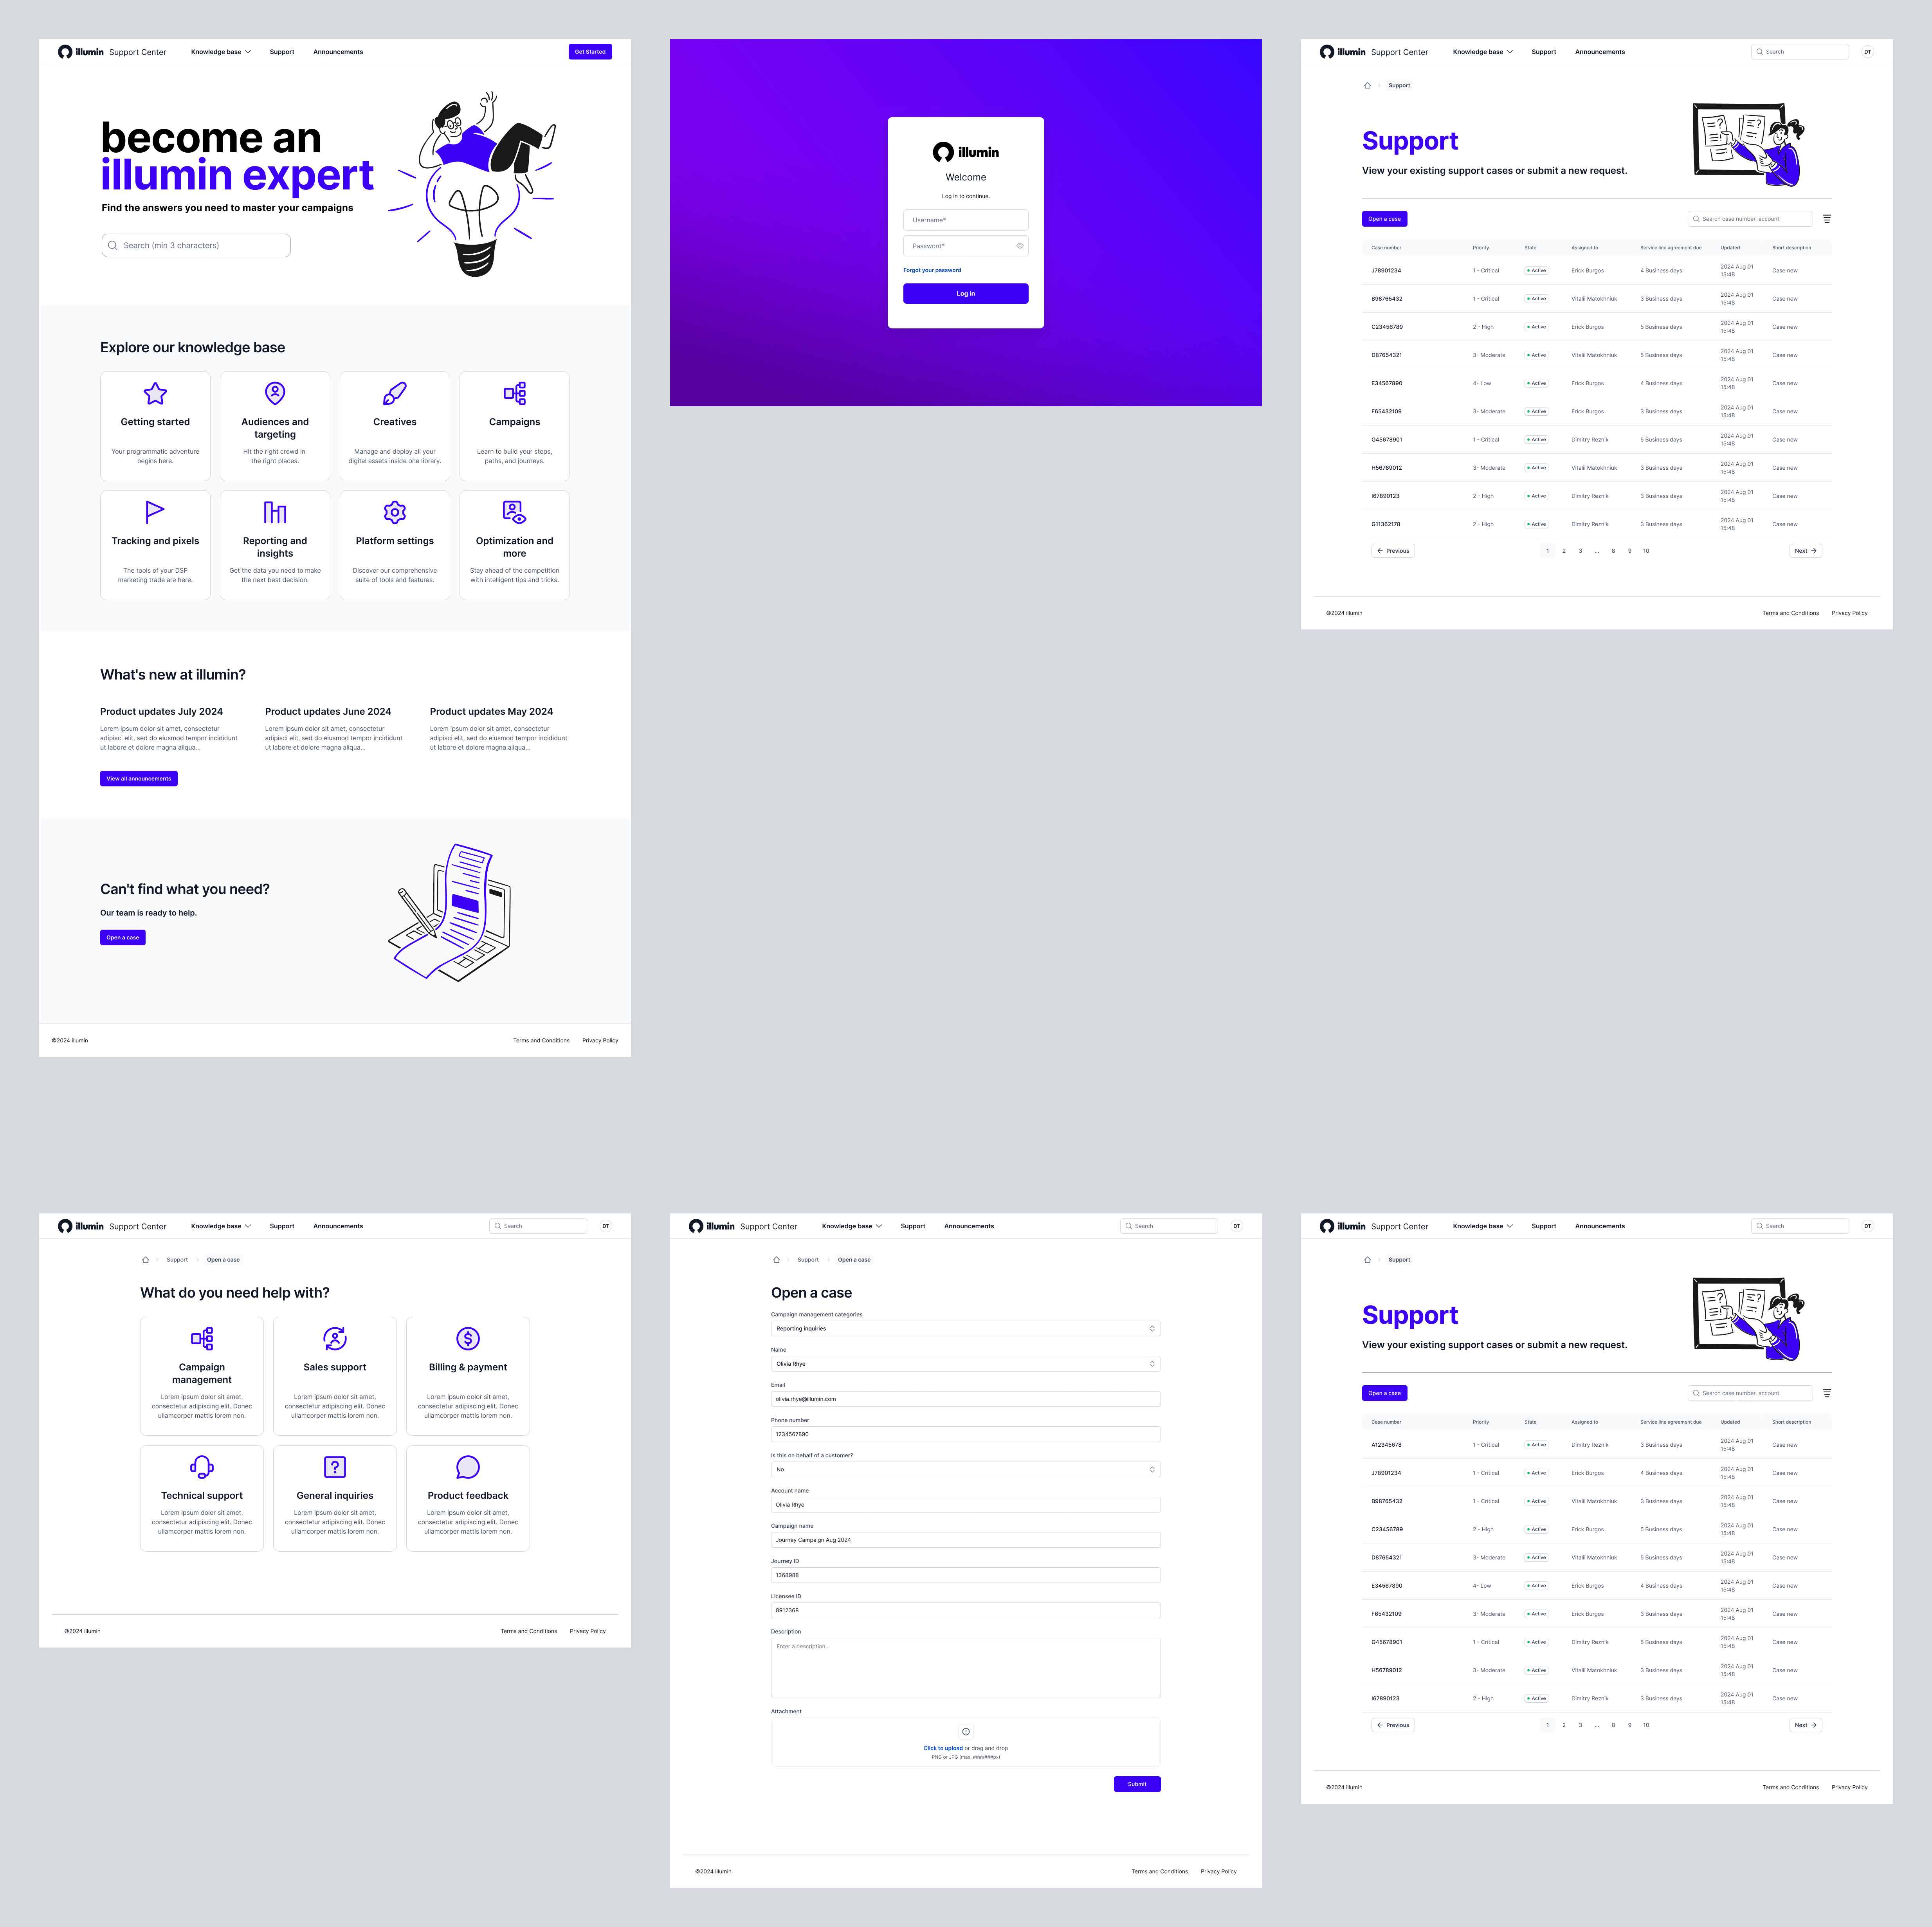 illumin Support Center Knowledge base Support Announcements Get Started
become an
illumin expert
Find the answers you need to master your campaigns
Search (min 3 characters)
Explore our knowledge base
Getting started
Your programmatic adventure
begins here.
Audiences and
targeting
Hit the right crowd in
the right places.
Creatives
Manage and deploy all your
digital assets inside one library.
Campaigns
Learn to build your steps,
paths, and journeys.
Tracking and pixels
The tools of your DSP
marketing trade are here.
Reporting and
insights
Get the data you need to make
the next best decision.
Platform settings
Discover our comprehensive
suite of tools and features.
Optimization and
more
Stay ahead of the competition
with intelligent tips and tricks.
What's new at illumin?
Product updates July 2024
Lorem ipsum dolor sit amet, consectetur
adipisci elit, sed do eiusmod tempor incididunt
ut labore et dolore magna aliqua...
Product updates June 2024
Lorem ipsum dolor sit amet, consectetur
adipisci elit, sed do eiusmod tempor incididunt
ut labore et dolore magna aliqua...
Product updates May 2024
Lorem ipsum dolor sit amet, consectetur
adipisci elit, sed do eiusmod tempor incididunt
ut labore et dolore magna aliqua...
View all announcements
Can't find what you need?
Our team is ready to help.
Open a case
©2024 illumin Terms and Conditions Privacy Policy
illumin
Welcome
Log in to continue.
Username*
Password*
Forgot your password
Log in
illumin Support Center Knowledge base Support Announcements Search DT
Support
Support
View your existing support cases or submit a new request.
Open a case Search case number, account
Case number Priority State Assigned to Service line agreement due Updated Short description
J78901234 1 - Critical Active Erick Burgos 4 Business days 2024 Aug 01 15:48 Case new
B98765432 1 - Critical Active Vitalii Matokhniuk 3 Business days 2024 Aug 01 15:48 Case new
C23456789 2 - High Active Erick Burgos 5 Business days 2024 Aug 01 15:48 Case new
D87654321 3- Moderate Active Vitalii Matokhniuk 5 Business days 2024 Aug 01 15:48 Case new
E34567890 4- Low Active Erick Burgos 4 Business days 2024 Aug 01 15:48 Case new
F65432109 3- Moderate Active Erick Burgos 3 Business days 2024 Aug 01 15:48 Case new
G45678901 1 - Critical Active Dimitry Reznik 5 Business days 2024 Aug 01 15:48 Case new
H56789012 3- Moderate Active Vitalii Matokhniuk 3 Business days 2024 Aug 01 15:48 Case new
I67890123 2 - High Active Dimitry Reznik 3 Business days 2024 Aug 01 15:48 Case new
G11362178 2 - High Active Dimitry Reznik 3 Business days 2024 Aug 01 15:48 Case new
Previous 1 2 3 ... 8 9 10 Next
©2024 illumin Terms and Conditions Privacy Policy
illumin Support Center Knowledge base Support Announcements Search DT
Support Open a case
What do you need help with?
Campaign
management
Lorem ipsum dolor sit amet,
consectetur adipiscing elit. Donec
ullamcorper mattis lorem non.
Sales support
Lorem ipsum dolor sit amet,
consectetur adipiscing elit. Donec
ullamcorper mattis lorem non.
Billing & payment
Lorem ipsum dolor sit amet,
consectetur adipiscing elit. Donec
ullamcorper mattis lorem non.
Technical support
Lorem ipsum dolor sit amet,
consectetur adipiscing elit. Donec
ullamcorper mattis lorem non.
General inquiries
Lorem ipsum dolor sit amet,
consectetur adipiscing elit. Donec
ullamcorper mattis lorem non.
Product feedback
Lorem ipsum dolor sit amet,
consectetur adipiscing elit. Donec
ullamcorper mattis lorem non.
©2024 illumin Terms and Conditions Privacy Policy
illumin Support Center Knowledge base Support Announcements Search DT
Support Open a case
Open a case
Campaign management categories
Reporting inquiries
Name
Olivia Rhye
Email
olivia.rhye@illumin.com
Phone number
1234567890
Is this on behalf of a customer?
No
Account name
Olivia Rhye
Campaign name
Journey Campaign Aug 2024
Journey ID
1368988
Licensee ID
8912368
Description
Enter a description...
Attachment
Click to upload or drag and drop
PNG or JPG (max. ###x###px)
Submit
©2024 illumin Terms and Conditions Privacy Policy
illumin Support Center Knowledge base Support Announcements Search DT
Support
Support
View your existing support cases or submit a new request.
Open a case Search case number, account
Case number Priority State Assigned to Service line agreement due Updated Short description
A12345678 1 - Critical Active Dimitry Reznik 3 Business days 2024 Aug 01 15:48 Case new
J78901234 1 - Critical Active Erick Burgos 4 Business days 2024 Aug 01 15:48 Case new
B98765432 1 - Critical Active Vitalii Matokhniuk 3 Business days 2024 Aug 01 15:48 Case new
C23456789 2 - High Active Erick Burgos 5 Business days 2024 Aug 01 15:48 Case new
D87654321 3- Moderate Active Vitalii Matokhniuk 5 Business days 2024 Aug 01 15:48 Case new
E34567890 4- Low Active Erick Burgos 4 Business days 2024 Aug 01 15:48 Case new
F65432109 3- Moderate Active Erick Burgos 3 Business days 2024 Aug 01 15:48 Case new
G45678901 1 - Critical Active Dimitry Reznik 5 Business days 2024 Aug 01 15:48 Case new
H56789012 3- Moderate Active Vitalii Matokhniuk 3 Business days 2024 Aug 01 15:48 Case new
I67890123 2 - High Active Dimitry Reznik 3 Business days 2024 Aug 01 15:48 Case new
Previous 1 2 3 ... 8 9 10 Next
©2024 illumin Terms and Conditions Privacy Policy